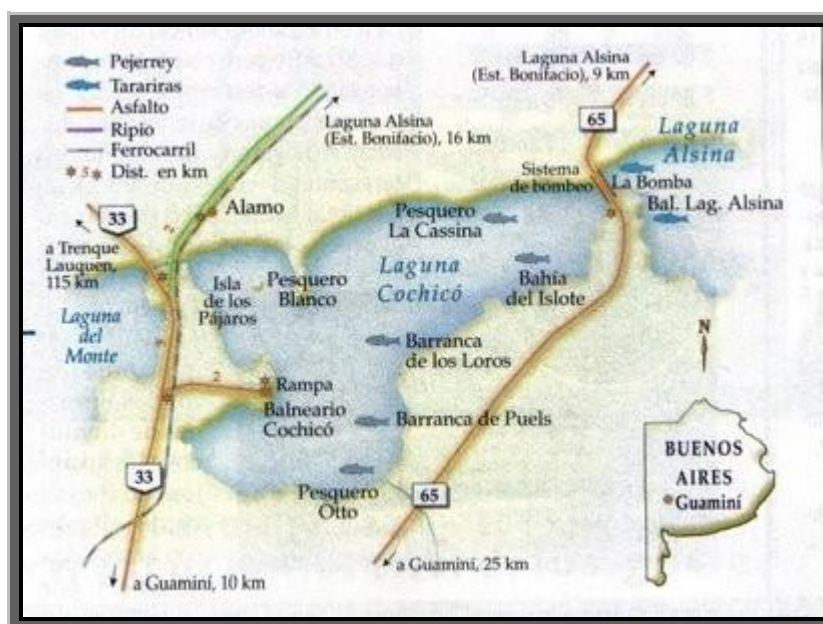 Pejerrey
Tarariras
Asfalto
Ripio
Ferrocarril
5 Dist. en km
Laguna Alsina
(Est. Bonifacio), 9 km
65
Laguna Alsina
(Est. Bonifacio), 16 km
Laguna
Alsina
Sistema
de bombeo
La Bomba
Bal. Lag. Alsina
33
2
Alamo
Pesquero
La Cassina
a Trenque
Lauquen,
115 km
Isla
de los
Pájaros
Pesquero
Blanco
Laguna
Cochicó
Bahía
del Islote
Laguna
del
Monte
3
Barranca
de los Loros
N
2
Rampa
Balneario
Cochicó
Barranca de Puels
33
Pesquero
Otto
65
BUENOS
AIRES
Guaminí
a Guaminí, 10 km
a Guaminí, 25 km